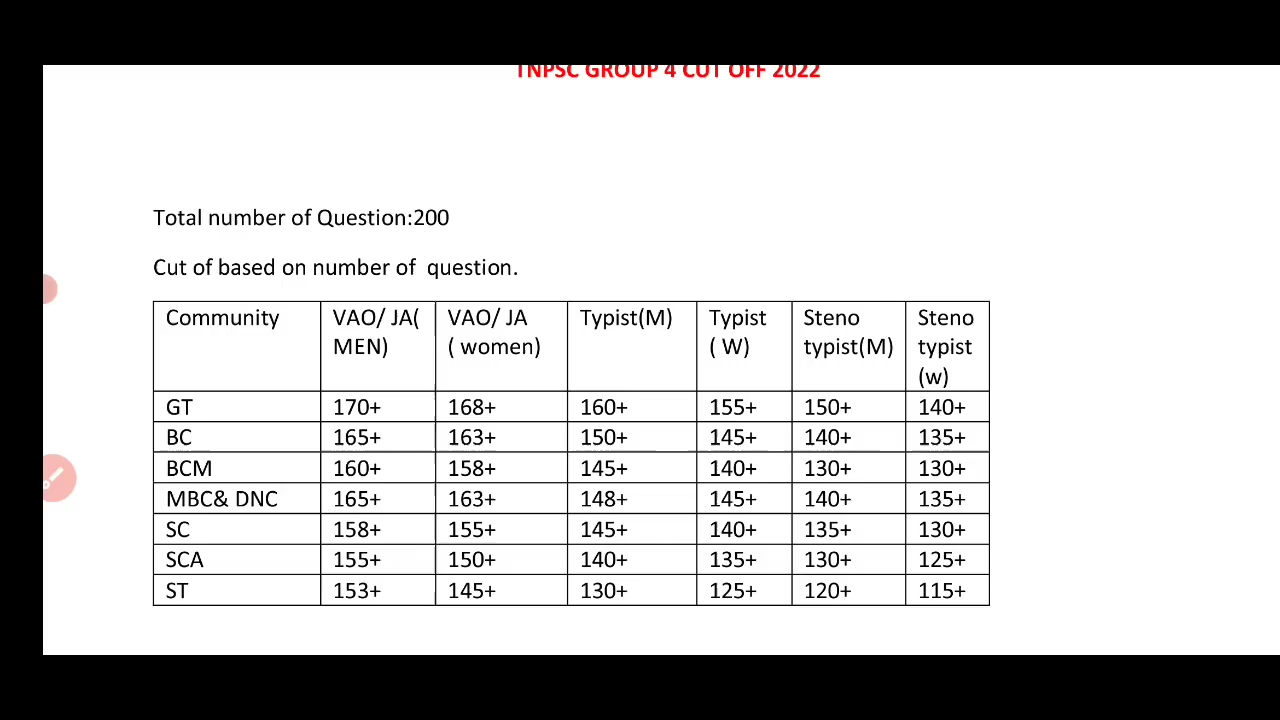 TNPSC GROUP 4 CUT OFF 2022
Total number of Question:200
Cut of based on number of question.
Community VAO/ JA( MEN) VAO/ JA ( women) Typist(M) Typist ( W) Steno typist(M) Steno typist (w)
GT 170+ 168+ 160+ 155+ 150+ 140+
BC 165+ 163+ 150+ 145+ 140+ 135+
BCM 160+ 158+ 145+ 140+ 130+ 130+
MBC& DNC 165+ 163+ 148+ 145+ 140+ 135+
SC 158+ 155+ 145+ 140+ 135+ 130+
SCA 155+ 150+ 140+ 135+ 130+ 125+
ST 153+ 145+ 130+ 125+ 120+ 115+